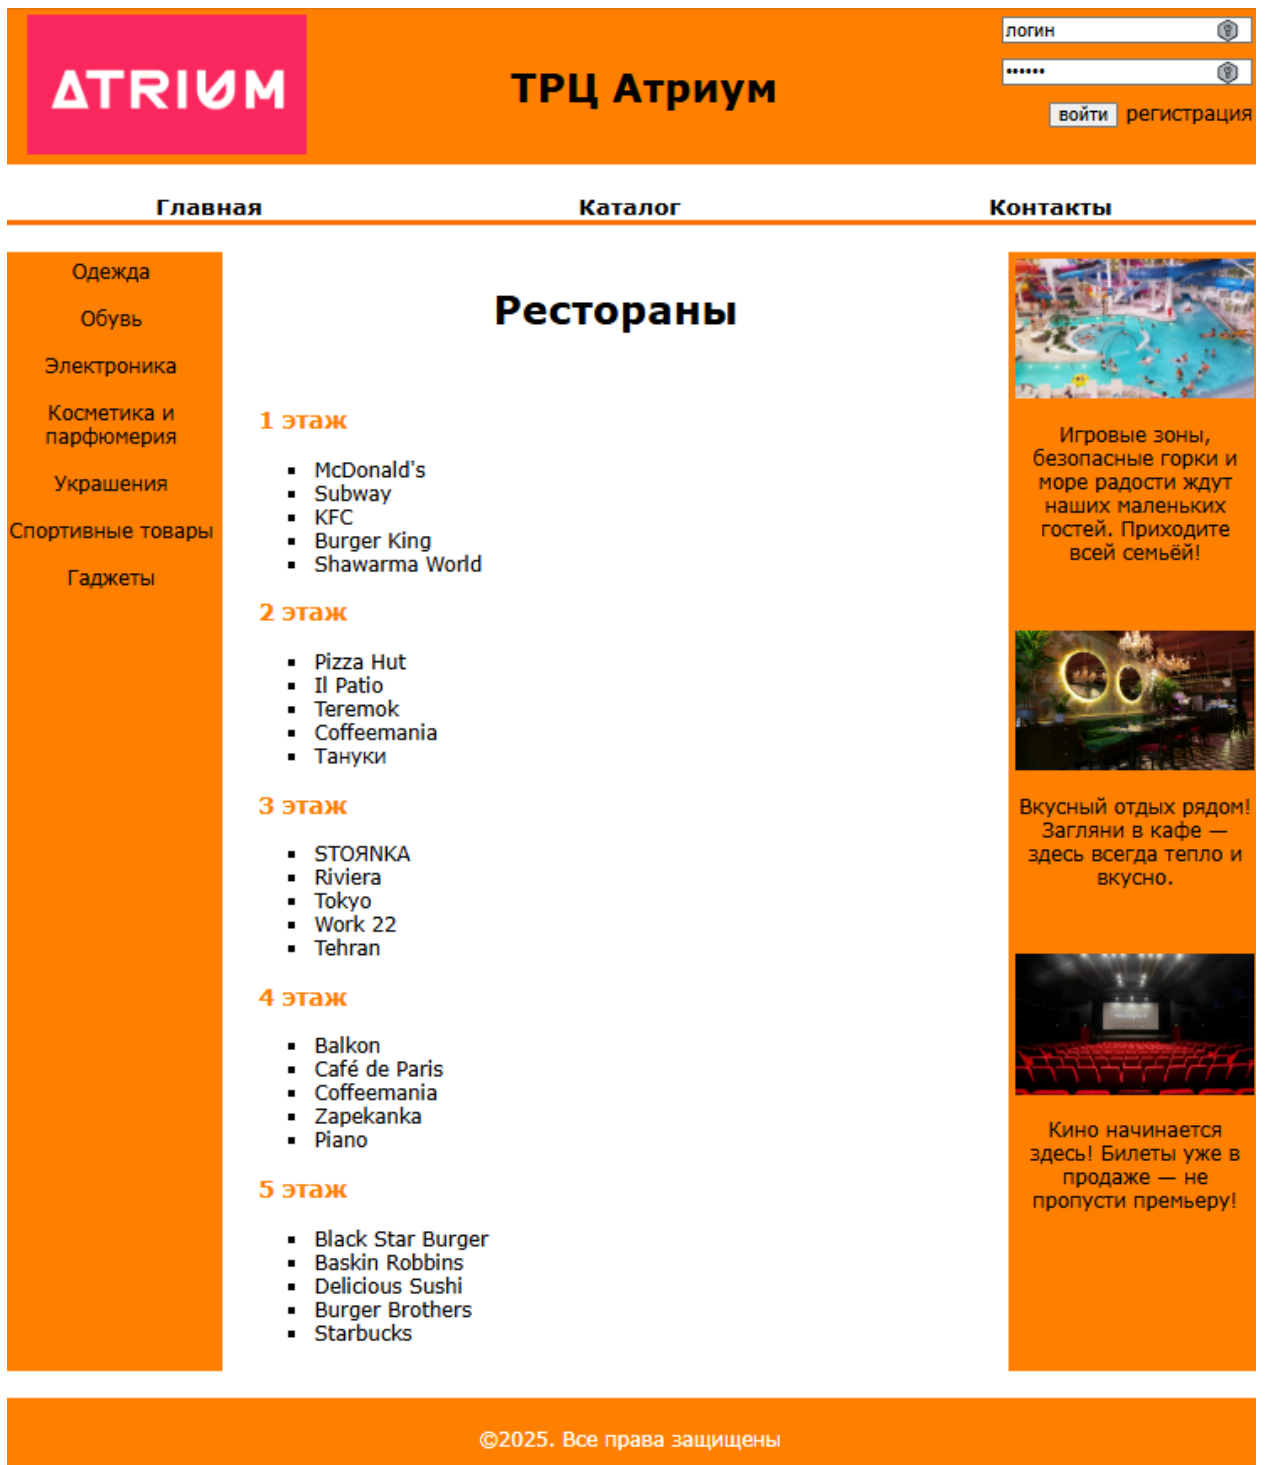 ATRIUM
ТРЦ Атриум
логин
••••••
войти регистрация
Главная Каталог Контакты
Одежда
Обувь
Электроника
Косметика и
парфюмерия
Украшения
Спортивные товары
Гаджеты
Рестораны
1 этаж
McDonald's
Subway
KFC
Burger King
Shawarma World
2 этаж
Pizza Hut
Il Patio
Teremok
Coffeemania
Тануки
3 этаж
STOЯNKA
Riviera
Tokyo
Work 22
Tehran
4 этаж
Balkon
Café de Paris
Coffeemania
Zapekanka
Piano
5 этаж
Black Star Burger
Baskin Robbins
Delicious Sushi
Burger Brothers
Starbucks
Игровые зоны,
безопасные горки и
море радости ждут
наших маленьких
гостей. Приходите
всей семьёй!
Вкусный отдых рядом!
Загляни в кафе —
здесь всегда тепло и
вкусно.
Кино начинается
здесь! Билеты уже в
продаже — не
пропусти премьеру!
©2025. Все права защищены